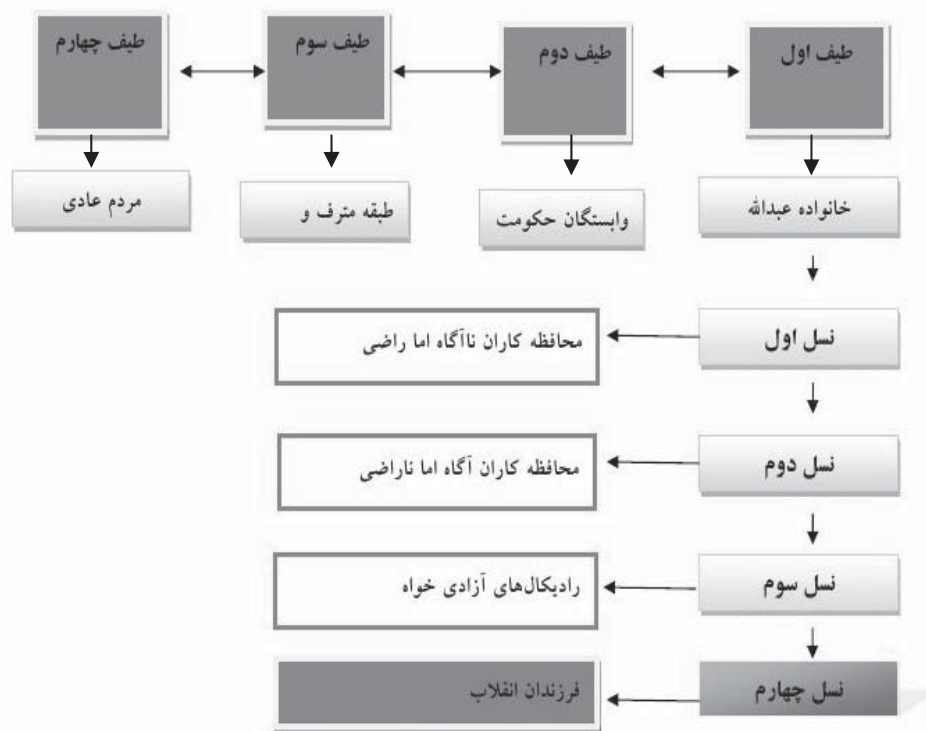 طیف اول
طیف دوم
طیف سوم
طیف چهارم
خانواده عبدالله
وابستگان حکومت
طبقه مترف و
مردم عادی
نسل اول
محافظه کاران ناآگاه اما راضی
نسل دوم
محافظه کاران آگاه اما ناراضی
نسل سوم
رادیکال‌های آزادی خواه
نسل چهارم
فرزندان انقلاب